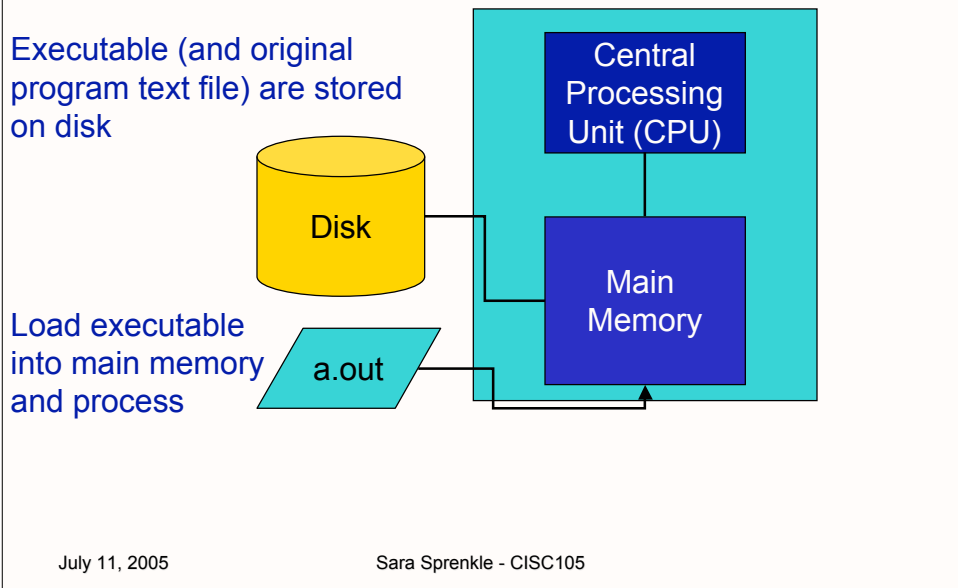 Executable (and original
program text file) are stored
on disk
Central
Processing
Unit (CPU)
Disk
Main
Memory
Load executable
into main memory
and process
a.out
July 11, 2005
Sara Sprenkle - CISC105